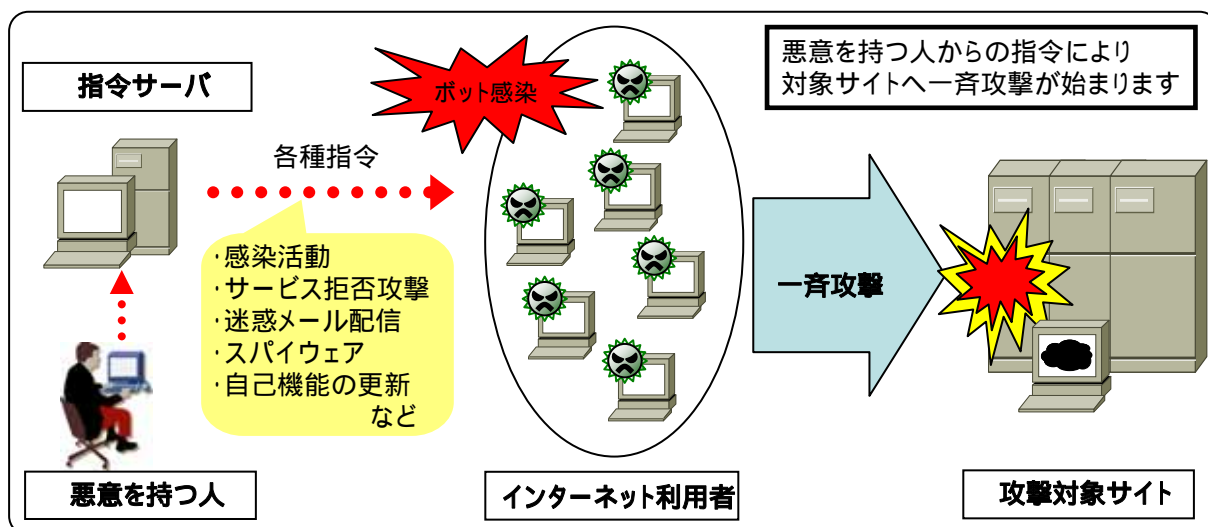 指令サーバ
ボット感染
悪意を持つ人からの指令により
対象サイトへ一斉攻撃が始まります
各種指令
・感染活動
・サービス拒否攻撃
・迷惑メール配信
・スパイウェア
・自己機能の更新
など
一斉攻撃
悪意を持つ人
インターネット利用者
攻撃対象サイト